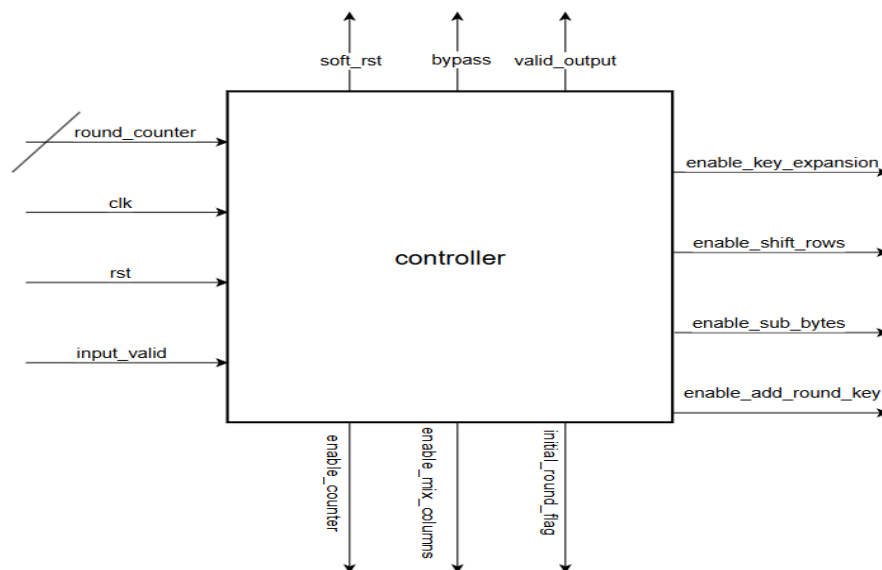 soft_rst
bypass
valid_output
round_counter
enable_key_expansion
clk
enable_shift_rows
controller
rst
enable_sub_bytes
input_valid
enable_add_round_key
enable_counter
enable_mix_columns
initial_round_flag